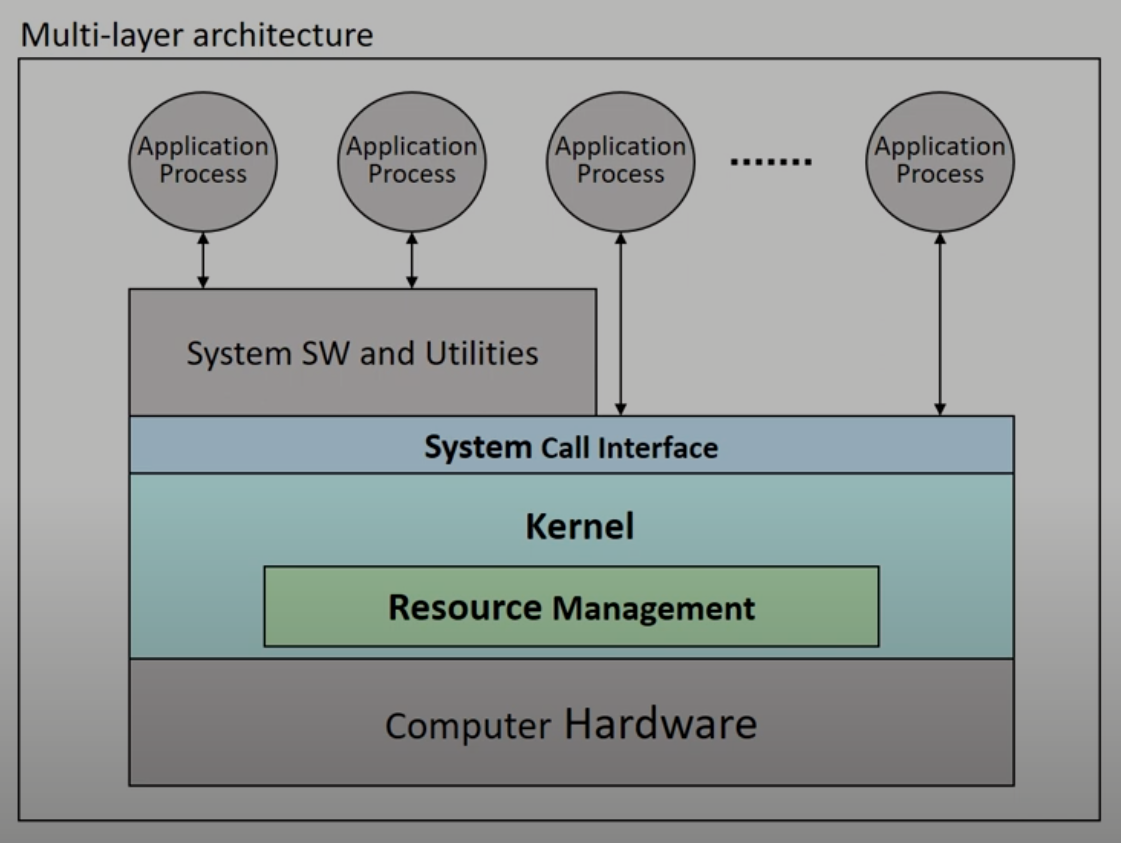 Multi-layer architecture
Application
Process
Application
Process
Application
Process
.......
Application
Process
System SW and Utilities
System Call Interface
Kernel
Resource Management
Computer Hardware